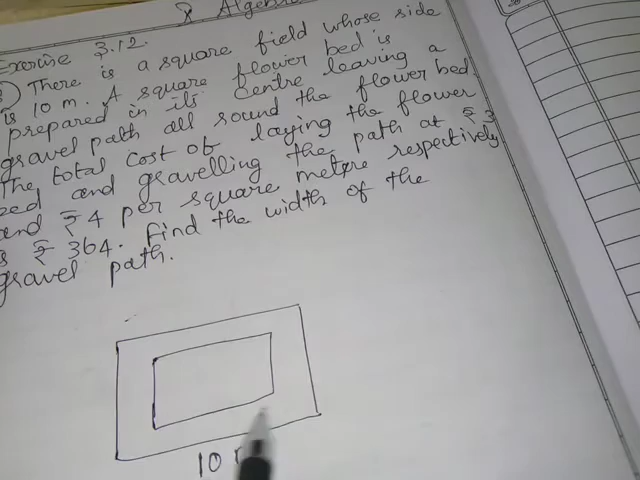 & Algebra
Exercise 3.12
There is a square field whose side
is 10 m. A square flower bed is
prepared in its centre leaving a
gravel path all round the flower bed.
The total cost of laying the flower
bed and gravelling the path at ₹ 3
and ₹ 4 per square metre respectively
is ₹ 364. Find the width of the
gravel path.
10